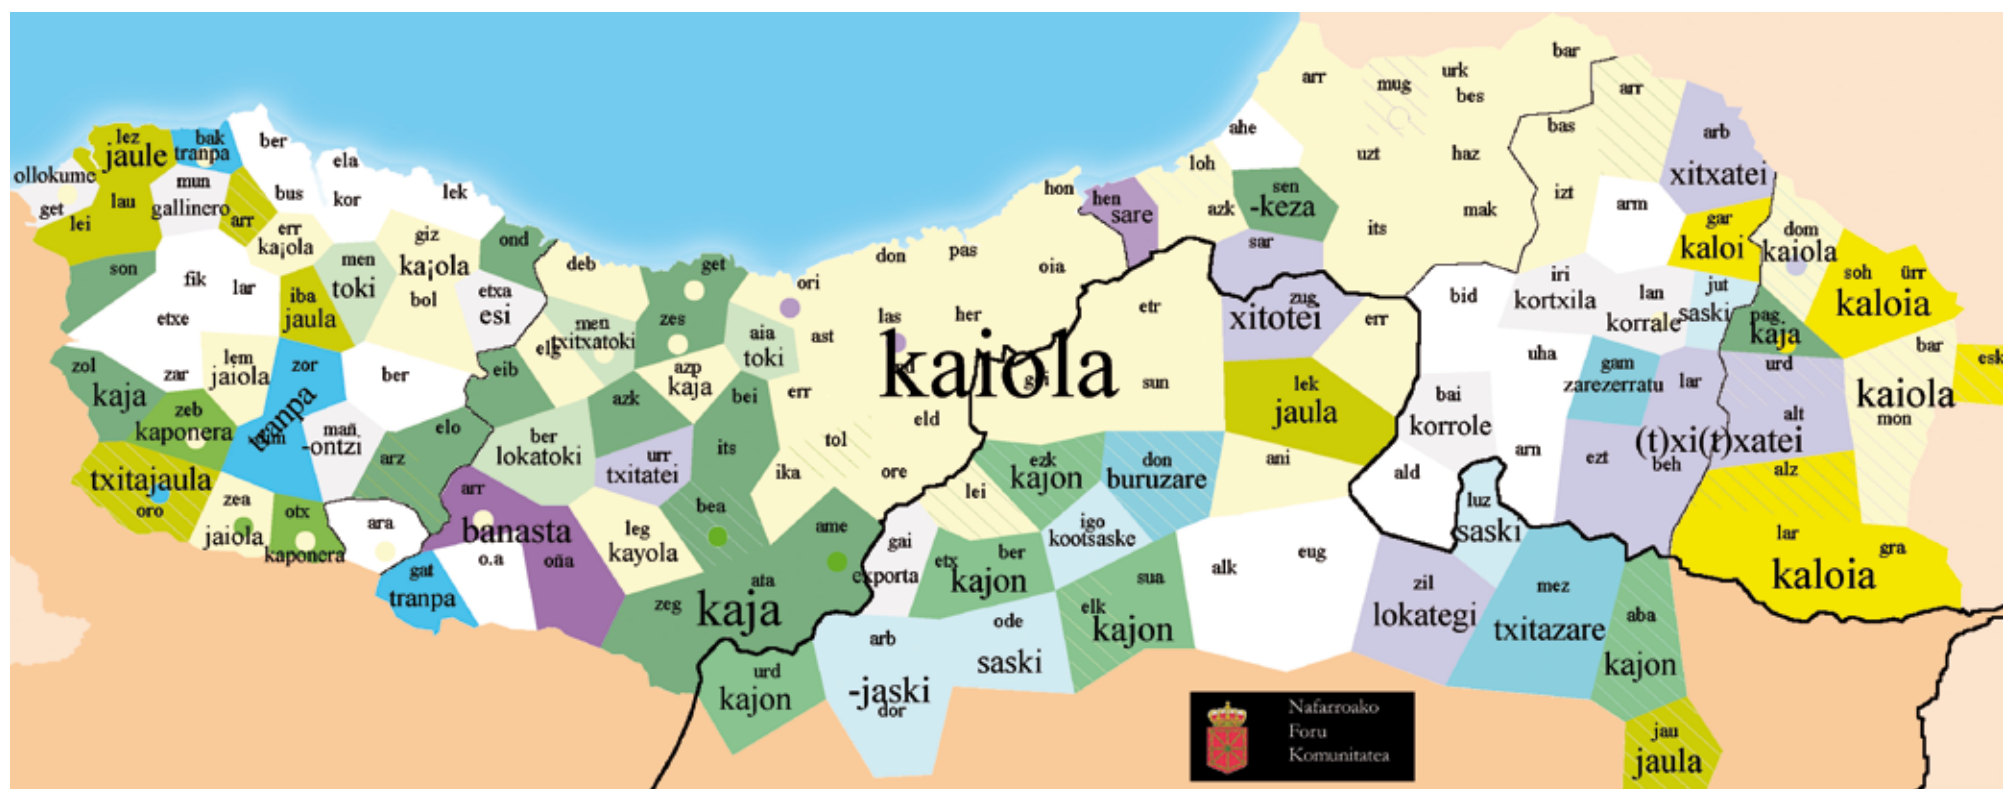 bar
arr
mug
urk
bes
arr
lez
jaule
bak
tranpa
ber
ela
ahe
bas
arb
ollokume
mun
gallinero
bus
kor
lek
loh
uzt
haz
xitxatei
get
lei
lau
arr
err
kaiola
giz
kaiola
ond
hon
hen
sare
azk
sen
-keza
its
mak
izt
arm
gar
kaloi
dom
kaiola
son
fik
lar
men
toki
bol
etxa
esi
deb
get
ori
don
pas
oia
sar
soh
ürr
kaloia
iba
jaula
etxe
men
txitxatoki
elg
zes
aia
toki
ast
las
her
etr
zug
xitotei
err
bid
iri
kortxila
lan
korrale
jut
saski
pag
kaja
bar
esk
zol
kaja
zar
lem
jaiola
zor
tranpa
ber
eib
azp
kaja
bei
err
kaiola
sun
lek
jaula
uha
gam
zarezerratu
lar
urd
kaiola
mon
zeb
kaponera
mañ
-ontzi
elo
arz
azk
ber
lokatoki
urr
txitatei
its
tol
eld
bai
korrole
alt
(t)xi(t)xatei
txitajaula
oro
zea
jaiola
otx
kaponera
ara
arr
banasta
ika
ore
lei
ezk
kajon
don
buruzare
ani
ald
arn
ezt
beh
alz
luz
saski
gat
tranpa
o.a
oña
leg
kayola
bea
ame
gai
exporta
igo
kootsaske
etx
ber
kajon
sua
alk
eug
lar
gra
kaloia
zeg
ata
kaja
elk
kajon
zil
lokategi
mez
txitazare
aba
kajon
urd
kajon
arb
ode
saski
-jaski
dor
jau
jaula
Nafarroako
Foru
Komunitatea